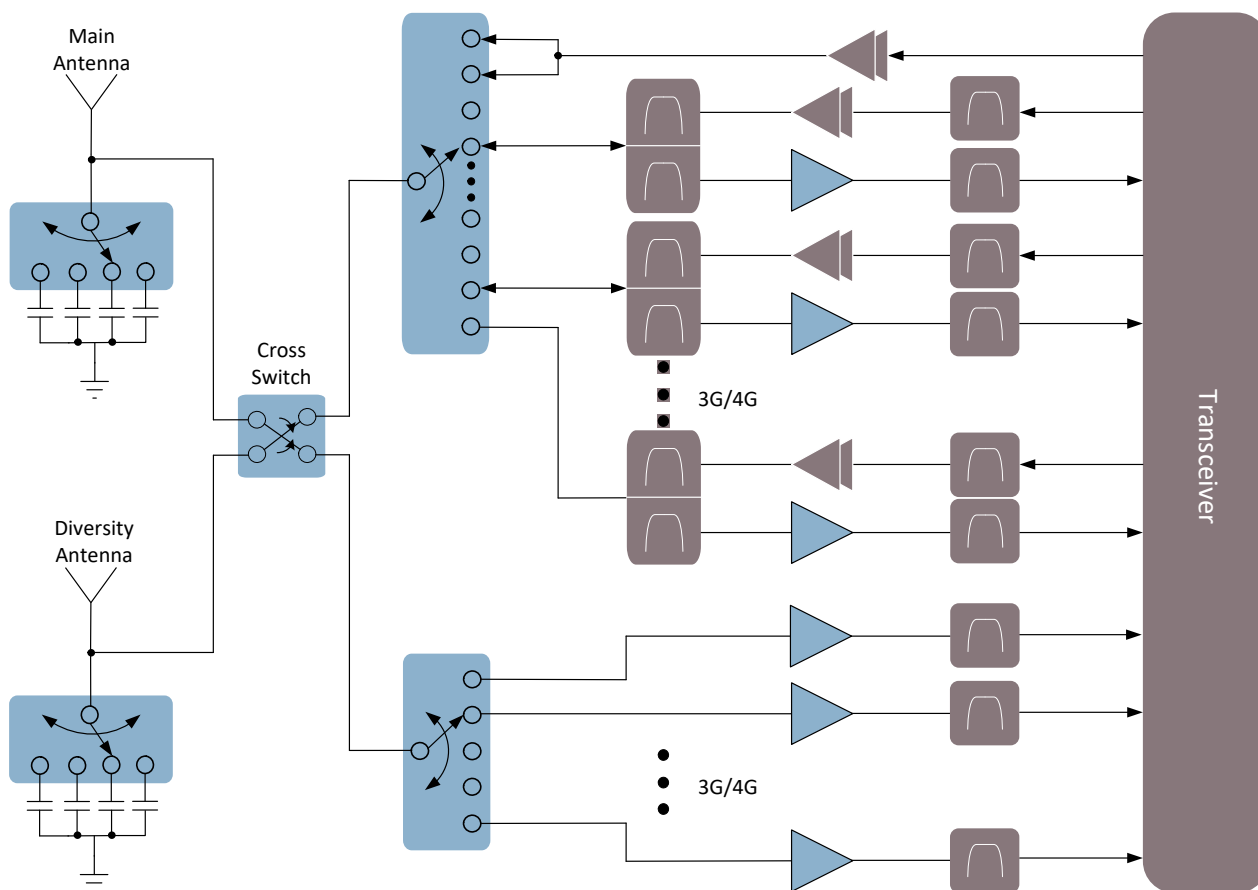 Main
Antenna
Cross
Switch
3G/4G
Transceiver
Diversity
Antenna
3G/4G